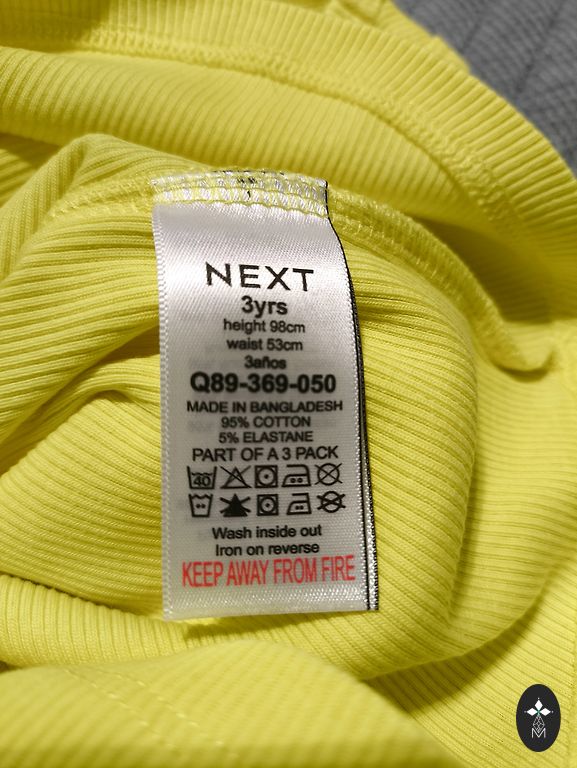 NEXT
3yrs
height 98cm
waist 53cm
3años
Q89-369-050
MADE IN BANGLADESH
95% COTTON
5% ELASTANE
PART OF A 3 PACK
40
Wash inside out
Iron on reverse
KEEP AWAY FROM FIRE
M